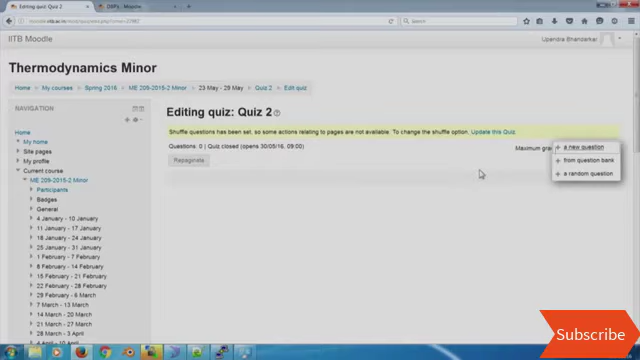 Editing quiz: Quiz 2
Search
IITB Moodle
Upendra Bhandarkar
Thermodynamics Minor
Home
My courses
Spring 2016
ME 209-2015-2 Minor
23 May - 29 May
Quiz 2
Edit quiz
NAVIGATION
Home
My home
Site pages
My profile
Current course
ME 209-2015-2 Minor
Participants
Badges
General
4 January - 10 January
11 January - 17 January
18 January - 24 January
25 January - 31 January
1 February - 7 February
8 February - 14 February
15 February - 21 February
22 February - 28 February
29 February - 6 March
7 March - 13 March
14 March - 20 March
21 March - 27 March
28 March - 3 April
4 April - 10 April
Editing quiz: Quiz 2
Shuffle questions has been set, so some actions relating to pages are not available. To change the shuffle option, Update this Quiz.
Questions: 0 | Quiz closed (opens 30/05/16, 09:00)
Maximum gra
Repaginate
a new question
from question bank
a random question
Subscribe